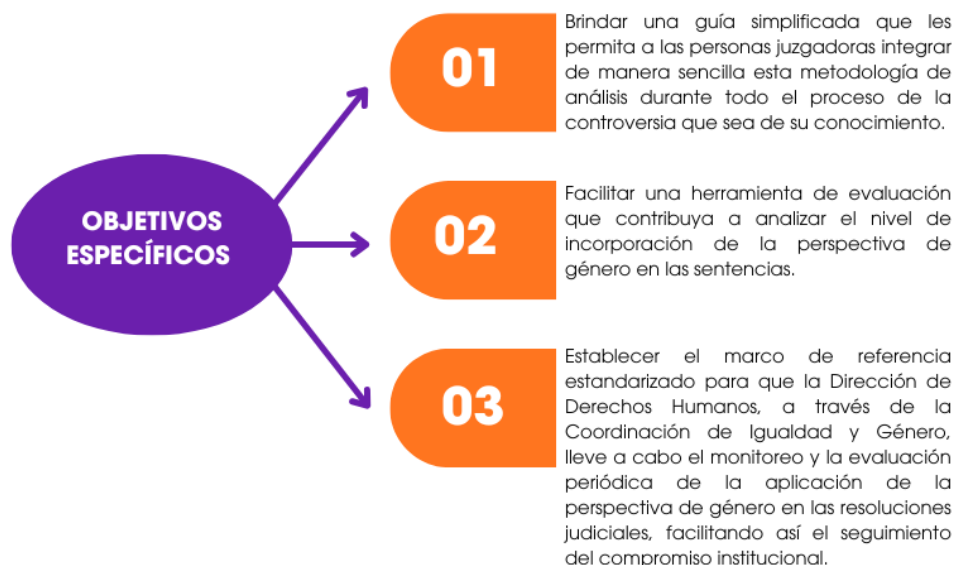 OBJETIVOS
ESPECÍFICOS
01
Brindar una guía simplificada que les
permita a las personas juzgadoras integrar
de manera sencilla esta metodología de
análisis durante todo el proceso de la
controversia que sea de su conocimiento.
02
Facilitar una herramienta de evaluación
que contribuya a analizar el nivel de
incorporación de la perspectiva de
género en las sentencias.
03
Establecer el marco de referencia
estandarizado para que la Dirección de
Derechos Humanos, a través de la
Coordinación de Igualdad y Género,
lleve a cabo el monitoreo y la evaluación
periódica de la aplicación de la
perspectiva de género en las resoluciones
judiciales, facilitando así el seguimiento
del compromiso institucional.